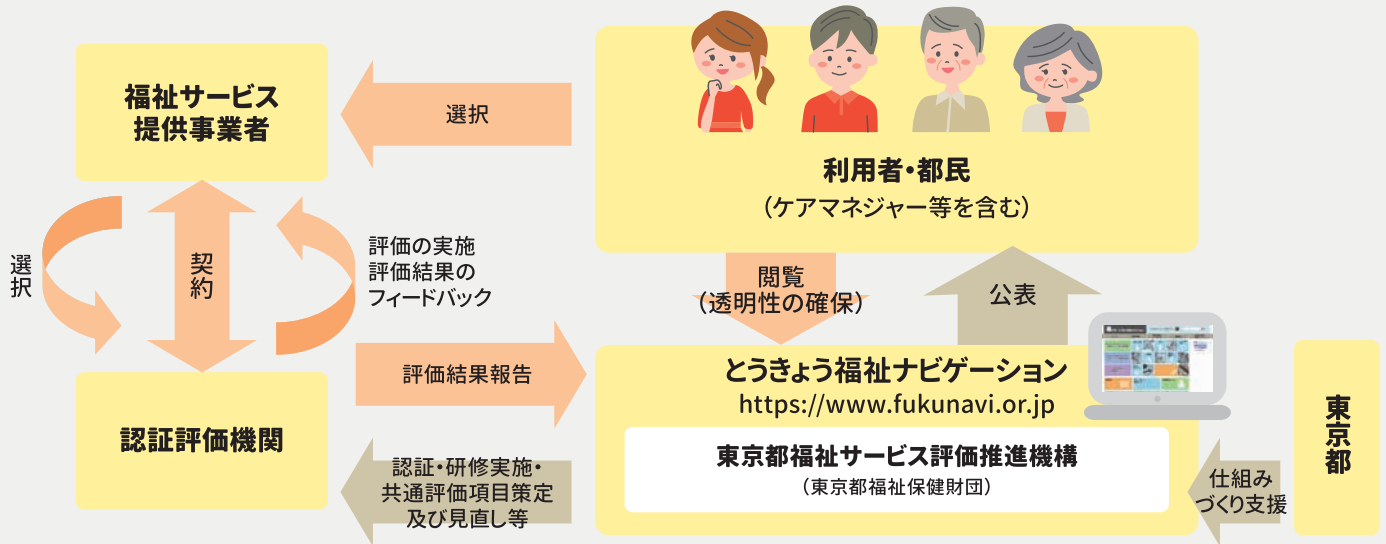 福祉サービス
提供事業者
選択
利用者・都民
（ケアマネジャー等を含む）
選択
契約
評価の実施
評価結果の
フィードバック
閲覧
（透明性の確保）
公表
評価結果報告
とうきょう福祉ナビゲーション
https://www.fukunavi.or.jp
東京都福祉サービス評価推進機構
（東京都福祉保健財団）
認証評価機関
認証・研修実施・
共通評価項目策定
及び見直し等
仕組み
づくり支援
東京都